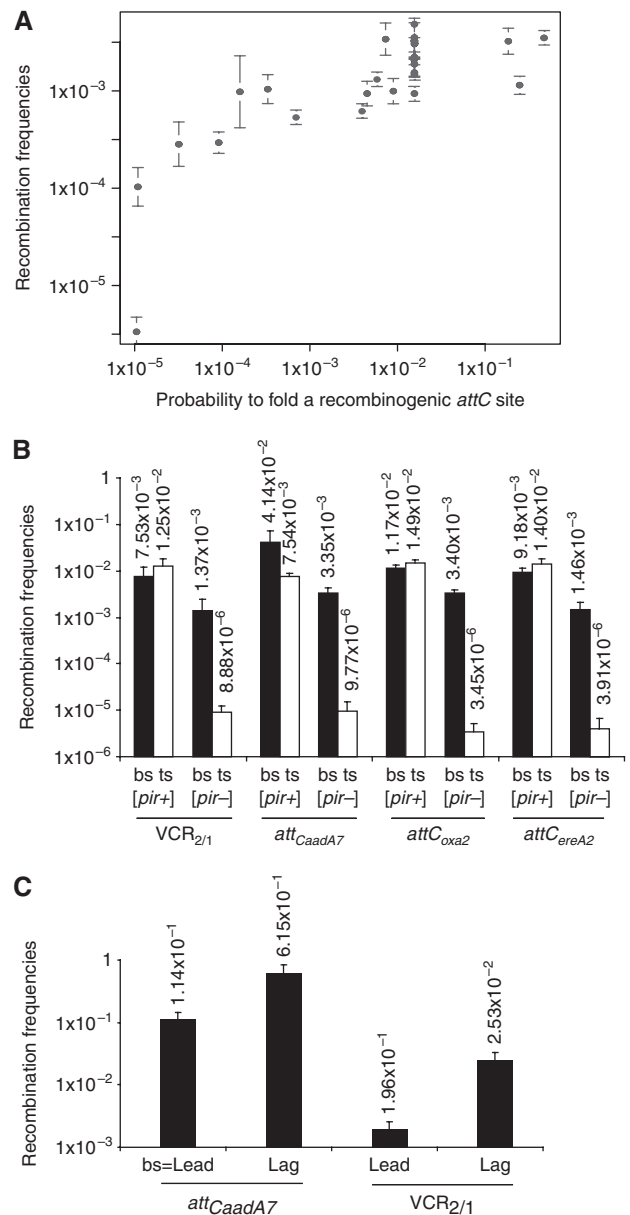 A
Recombination frequencies
1x10⁻³
1x10⁻⁴
1x10⁻⁵
1x10⁻⁵ 1x10⁻⁴ 1x10⁻³ 1x10⁻² 1x10⁻¹
Probability to fold a recombinogenic attC site
B
Recombination frequencies
1
1x10⁻¹
1x10⁻²
1x10⁻³
1x10⁻⁴
1x10⁻⁵
1x10⁻⁶
7.53x10⁻³
1.25x10⁻²
1.37x10⁻³
8.88x10⁻⁶
4.14x10⁻²
7.54x10⁻³
3.35x10⁻³
9.77x10⁻⁶
1.17x10⁻²
1.49x10⁻²
3.40x10⁻³
3.45x10⁻⁶
9.18x10⁻³
1.40x10⁻²
1.46x10⁻³
3.91x10⁻⁶
bs ts bs ts bs ts bs ts bs ts bs ts bs ts bs ts
[pir+] [pir–] [pir+] [pir–] [pir+] [pir–] [pir+] [pir–]
VCR2/1 attCaadA7 attCoxa2 attCereA2
C
Recombination frequencies
1
1x10⁻¹
1x10⁻²
1x10⁻³
1.14x10⁻¹
6.15x10⁻¹
1.96x10⁻¹
2.53x10⁻²
bs=Lead Lag Lead Lag
attCaadA7 VCR2/1